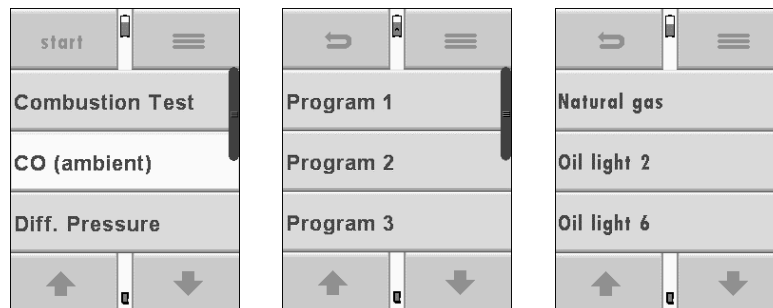 start
Combustion Test
CO (ambient)
Diff. Pressure
Program 1
Program 2
Program 3
Natural gas
Oil light 2
Oil light 6